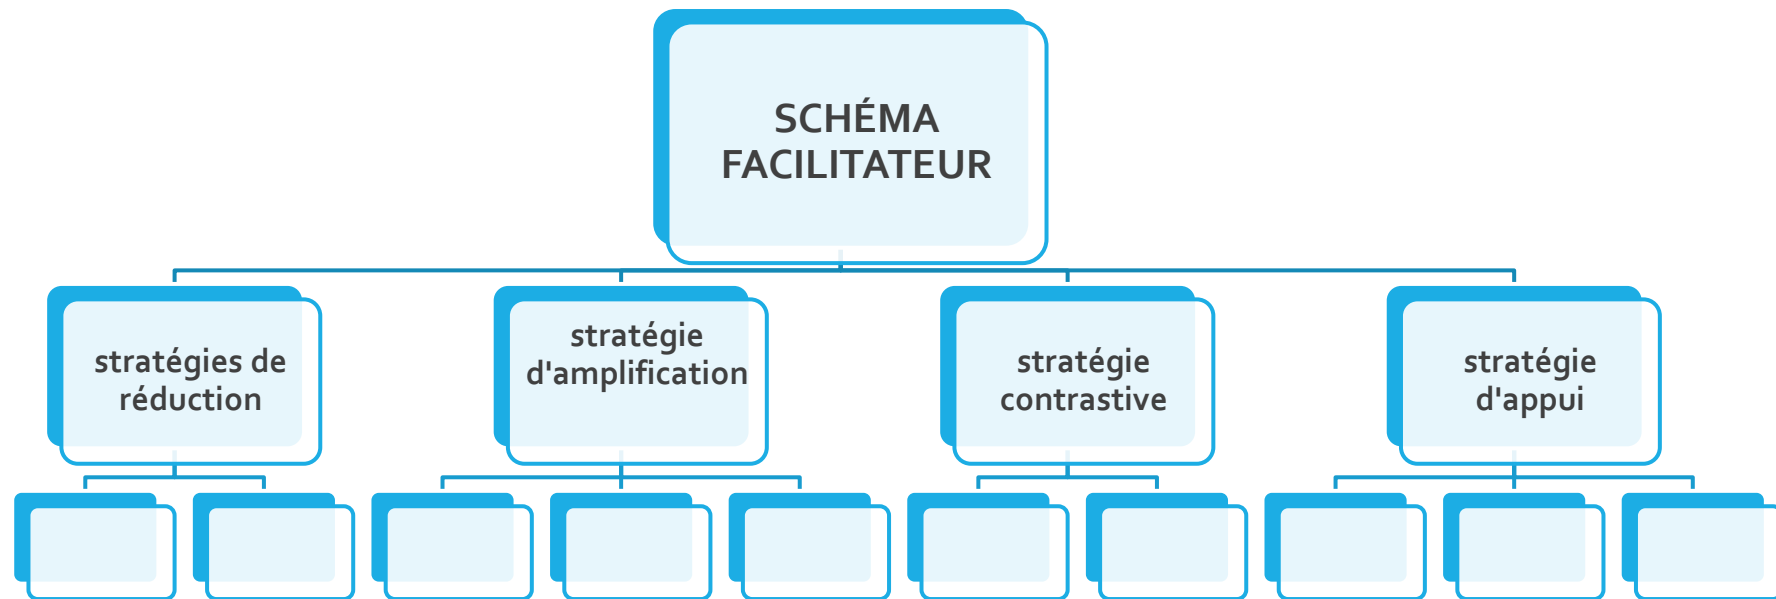 SCHÉMA
FACILITATEUR
stratégies de
réduction
stratégie
d'amplification
stratégie
contrastive
stratégie
d'appui